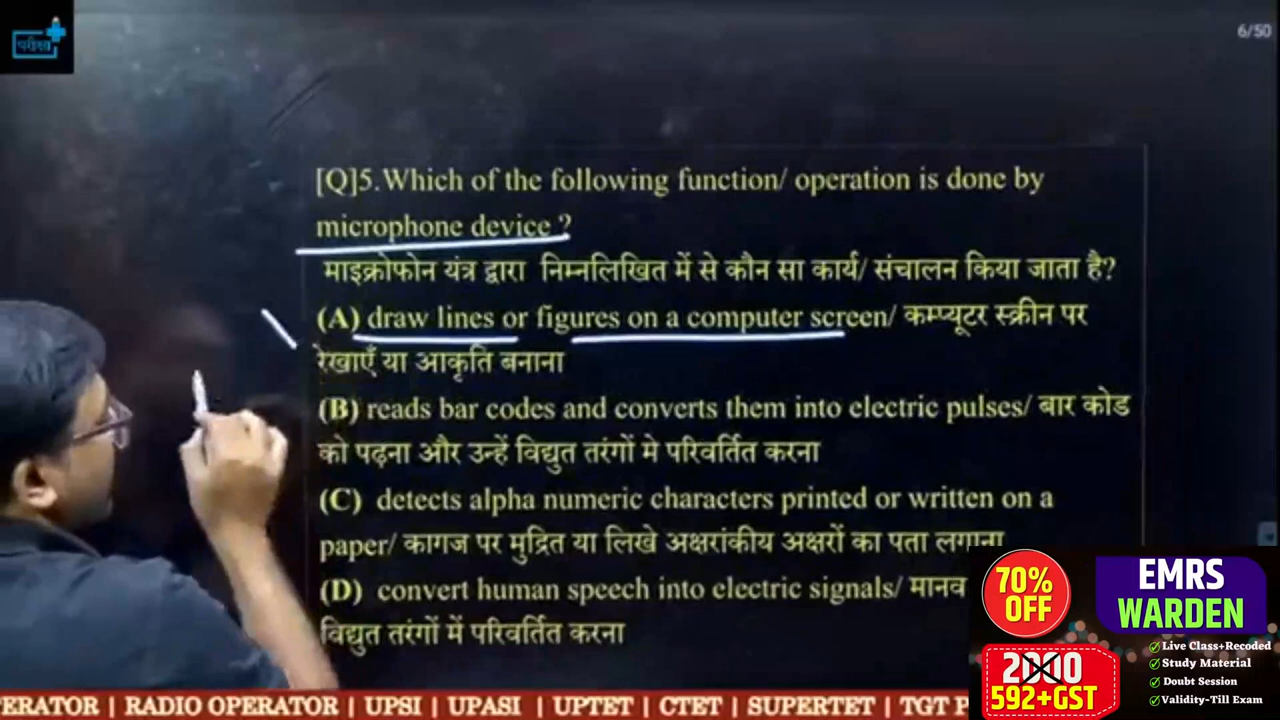 परीक्षा
6/50
[Q]5.Which of the following function/ operation is done by
microphone device ?
माइक्रोफोन यंत्र द्वारा निम्नलिखित में से कौन सा कार्य/ संचालन किया जाता है?
(A) draw lines or figures on a computer screen/ कम्प्यूटर स्क्रीन पर
रेखाएँ या आकृति बनाना
(B) reads bar codes and converts them into electric pulses/ बार कोड
को पढ़ना और उन्हें विद्युत तरंगों मे परिवर्तित करना
(C) detects alpha numeric characters printed or written on a
paper/ कागज पर मुद्रित या लिखे अक्षरांकीय अक्षरों का पता लगाना
(D) convert human speech into electric signals/ मानव
विद्युत तरंगों में परिवर्तित करना
70%
OFF
EMRS
WARDEN
2000
592+GST
Live Class+Recoded
Study Material
Doubt Session
Validity-Till Exam
ERATOR | RADIO OPERATOR | UPSI | UPASI | UPTET | CTET | SUPERTET | TGT P